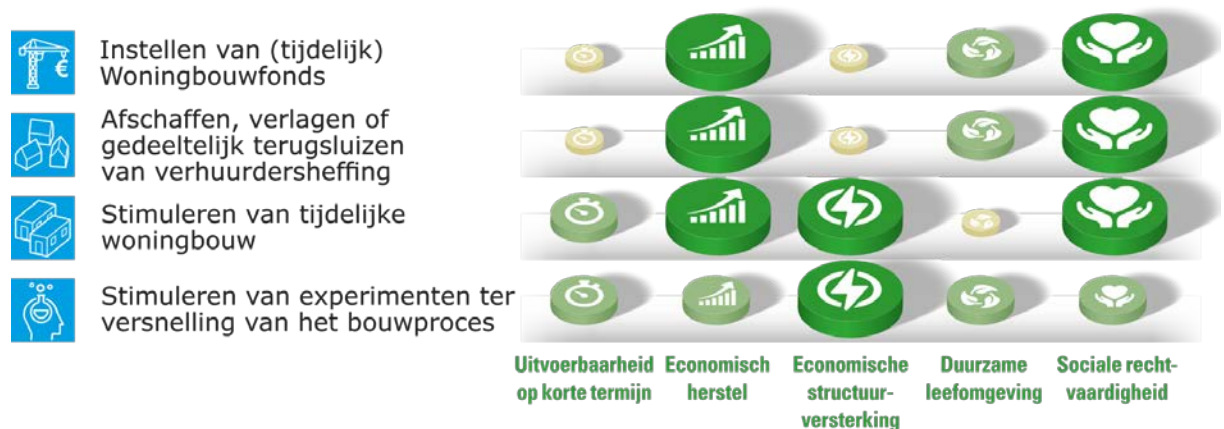 Instellen van (tijdelijk)
Woningbouwfonds
Afschaffen, verlagen of
gedeeltelijk terugsluizen
van verhuurdersheffing
Stimuleren van tijdelijke
woningbouw
Stimuleren van experimenten ter
versnelling van het bouwproces
Uitvoerbaarheid
op korte termijn
Economisch
herstel
Economische
structuur-
versterking
Duurzame
leefomgeving
Sociale recht-
vaardigheid
€